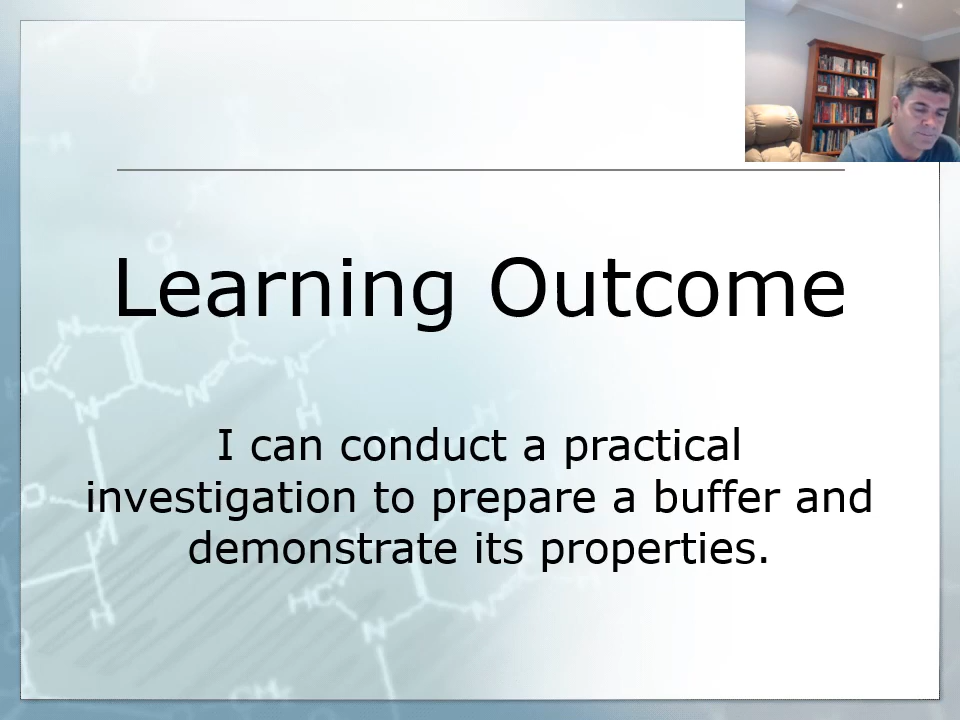 Learning Outcome
I can conduct a practical
investigation to prepare a buffer and
demonstrate its properties.